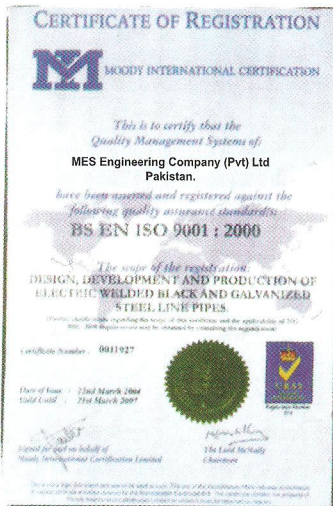 CERTIFICATE OF REGISTRATION
MOODY INTERNATIONAL CERTIFICATION
This is to certify that the
Quality Management Systems of:
MES Engineering Company (Pvt) Ltd
Pakistan.
have been assessed and registered against the
following quality assurance standard/s:
BS EN ISO 9001 : 2000
The scope of the registration:
DESIGN, DEVELOPMENT AND PRODUCTION OF
ELECTRIC WELDED BLACK AND GALVANIZED
STEEL LINE PIPES.
Certificate Number : 0011927
Date of Issue : 22nd March 2004
Valid Until : 21st March 2007
Signed for and on behalf of
Moody International Certification Limited
The Lord McNally
Chairman